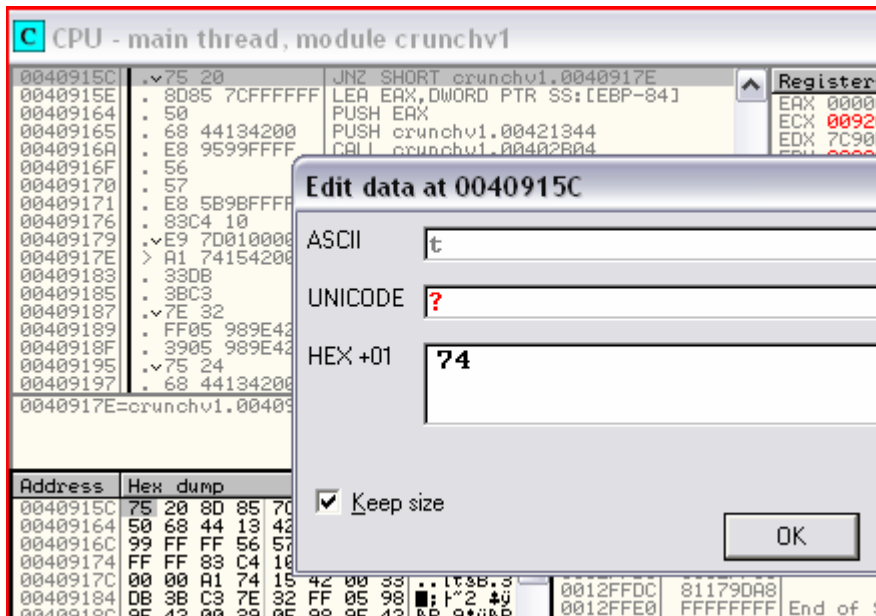 C CPU - main thread, module crunchv1
0040915C .v 75 20 JNZ SHORT crunchv1.0040917E
0040915E . 8D85 7CFFFFFF LEA EAX,DWORD PTR SS:[EBP-84]
00409164 . 50 PUSH EAX
00409165 . 68 44134200 PUSH crunchv1.00421344
0040916A . E8 9599FFFF CALL crunchv1.00402B04
0040916F . 56
00409170 . 57
00409171 . E8 5B9BFFFF
00409176 . 83C4 10
00409179 .v E9 7D010000
0040917E > A1 74154200
00409183 . 33DB
00409185 . 3BC3
00409187 .v 7E 32
00409189 . FF05 989E42
0040918F . 3905 989E42
00409195 .v 75 24
00409197 . 68 44134200
0040917E=crunchv1.00409
Register
EAX 0000
ECX 0092
EDX 7C90
Edit data at 0040915C
ASCII t
UNICODE ?
HEX +01 74
Keep size
OK
Address Hex dump
0040915C 75 20 8D 85 7C
00409164 50 68 44 13 42
0040916C 99 FF FF 56 57
00409174 FF FF 83 C4 10
0040917C 00 00 A1 74 15 42 00 33
00409184 DB 3B C3 7E 32 FF 05 98
0012FFDC 81179DA8
0012FFE0 FFFFFFFF End of